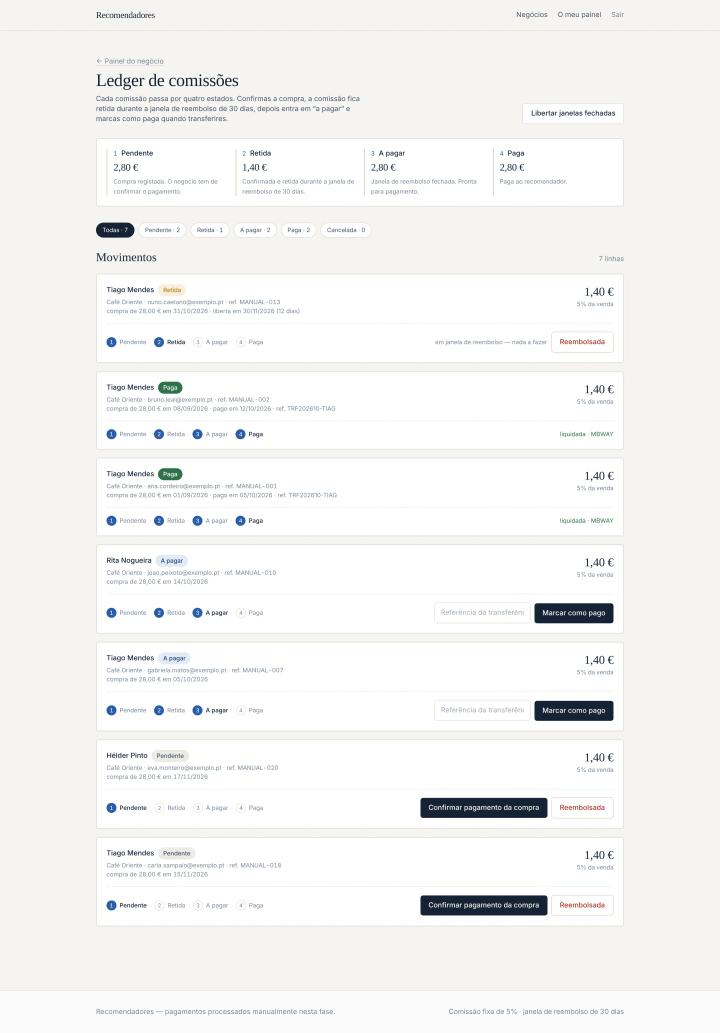 Recomendadores
Negócios O meu painel Sair
← Painel do negócio
Ledger de comissões
Cada comissão passa por quatro estados. Confirmas a compra, a comissão fica
retida durante a janela de reembolso de 30 dias, depois entra em "a pagar" e
marcas como paga quando transferires.
Libertar janelas fechadas
1 Pendente
2,80 €
Compra registada. O negocio tem de
confirmar o pagamento.
2 Retida
1,40 €
Confirmada e retida durante a janela de
reembolso de 30 dias.
3 A pagar
2,80 €
Janela de reembolso fechada. Pronta
para pagamento.
4 Paga
2,80 €
Paga ao recomendador.
Todas · 7 Pendente · 2 Retida · 1 A pagar · 2 Paga · 2 Cancelada · 0
Movimentos
7 linhas
Tiago Mendes Retida
1,40 €
Café Oriente · nuno.caetano@exemplo.pt · ref. MANUAL-013
5% da venda
compra de 28,00 € em 31/10/2026 · liberta em 30/11/2026 (12 dias)
1 Pendente 2 Retida 3 A pagar 4 Paga
em janela de reembolso — nada a fazer Reembolsada
Tiago Mendes Paga
1,40 €
Café Oriente · bruno.leal@exemplo.pt · ref. MANUAL-002
5% da venda
compra de 28,00 € em 08/09/2026 · pago em 12/10/2026 · ref. TRF202610-TIAG
1 Pendente 2 Retida 3 A pagar 4 Paga
liquidada · MBWAY
Tiago Mendes Paga
1,40 €
Café Oriente · ana.cordeiro@exemplo.pt · ref. MANUAL-001
5% da venda
compra de 28,00 € em 01/09/2026 · pago em 05/10/2026 · ref. TRF202610-TIAG
1 Pendente 2 Retida 3 A pagar 4 Paga
liquidada · MBWAY
Rita Nogueira A pagar
1,40 €
Café Oriente · joao.peixoto@exemplo.pt · ref. MANUAL-010
5% da venda
compra de 28,00 € em 14/10/2026
1 Pendente 2 Retida 3 A pagar 4 Paga
Referência da transferên Marcar como pago
Tiago Mendes A pagar
1,40 €
Café Oriente · gabriela.matos@exemplo.pt · ref. MANUAL-007
5% da venda
compra de 28,00 € em 05/10/2026
1 Pendente 2 Retida 3 A pagar 4 Paga
Referência da transferên Marcar como pago
Hélder Pinto Pendente
1,40 €
Café Oriente · eva.monteiro@exemplo.pt · ref. MANUAL-020
5% da venda
compra de 28,00 € em 17/11/2026
1 Pendente 2 Retida 3 A pagar 4 Paga
Confirmar pagamento da compra Reembolsada
Tiago Mendes Pendente
1,40 €
Café Oriente · carla.sampaio@exemplo.pt · ref. MANUAL-018
5% da venda
compra de 28,00 € em 15/11/2026
1 Pendente 2 Retida 3 A pagar 4 Paga
Confirmar pagamento da compra Reembolsada
Recomendadores — pagamentos processados manualmente nesta fase.
Comissão fixa de 5% · janela de reembolso de 30 dias